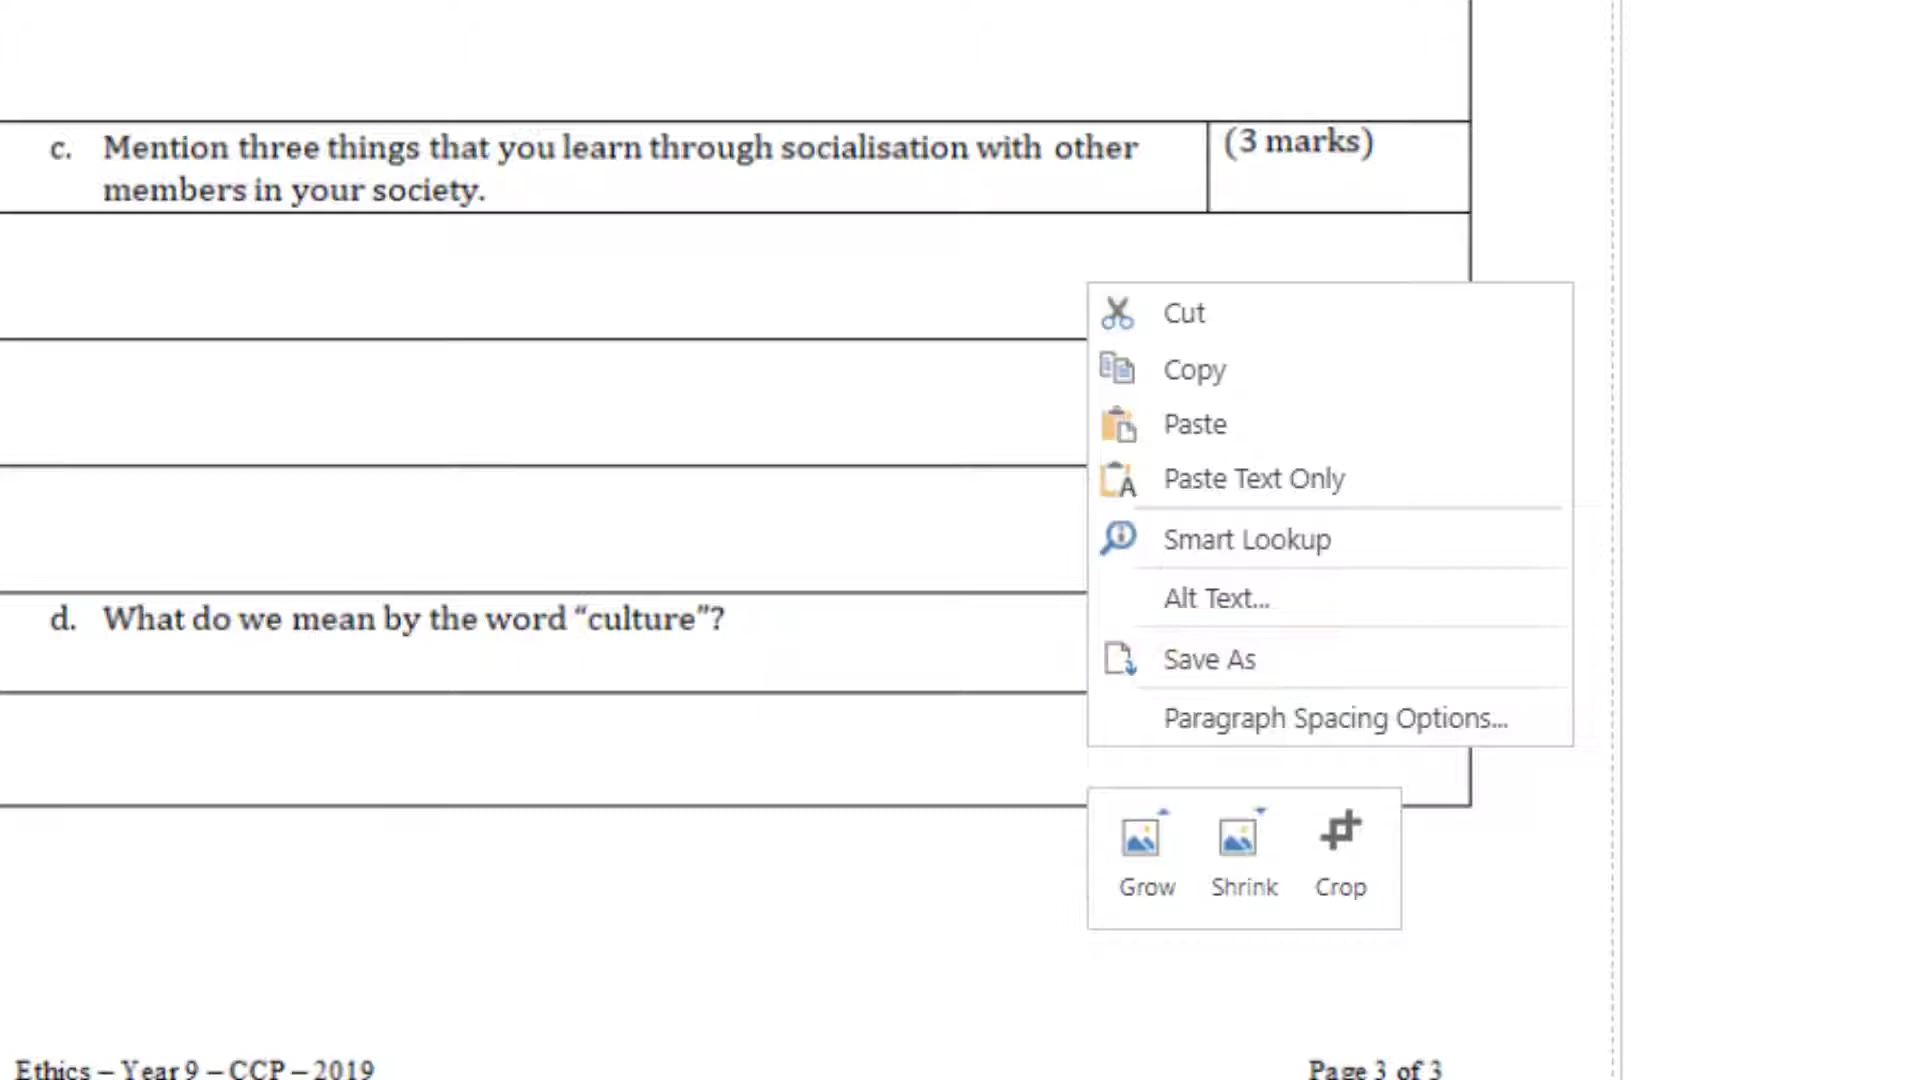 c. Mention three things that you learn through socialisation with other
members in your society.
(3 marks)
Cut
Copy
Paste
Paste Text Only
Smart Lookup
Alt Text...
Save As
Paragraph Spacing Options...
d. What do we mean by the word “culture”?
Grow Shrink Crop
Ethics – Year 9 – CCP – 2019
Page 3 of 3